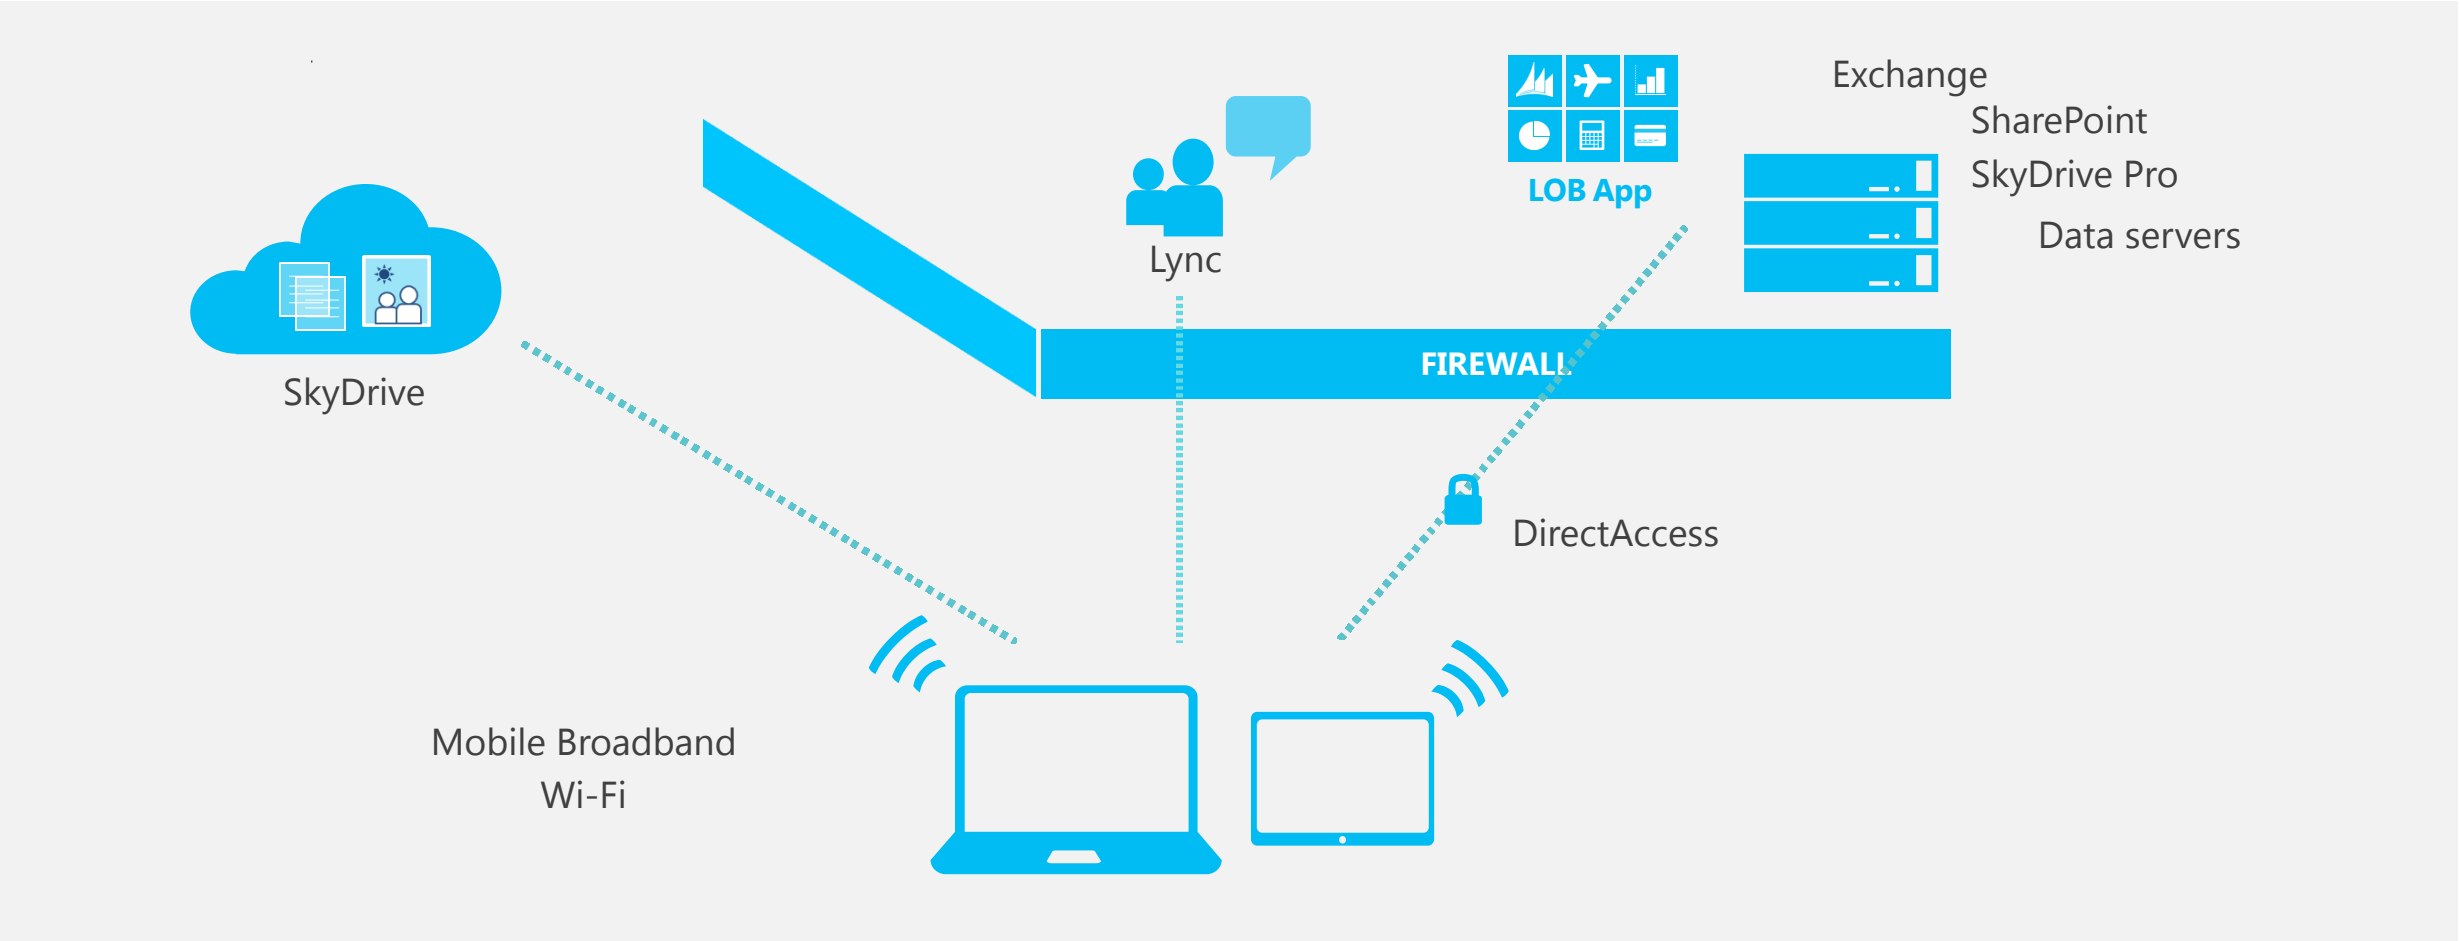 Exchange
SharePoint
SkyDrive Pro
LOB App
Data servers
Lync
FIREWALL
SkyDrive
DirectAccess
Mobile Broadband
Wi-Fi